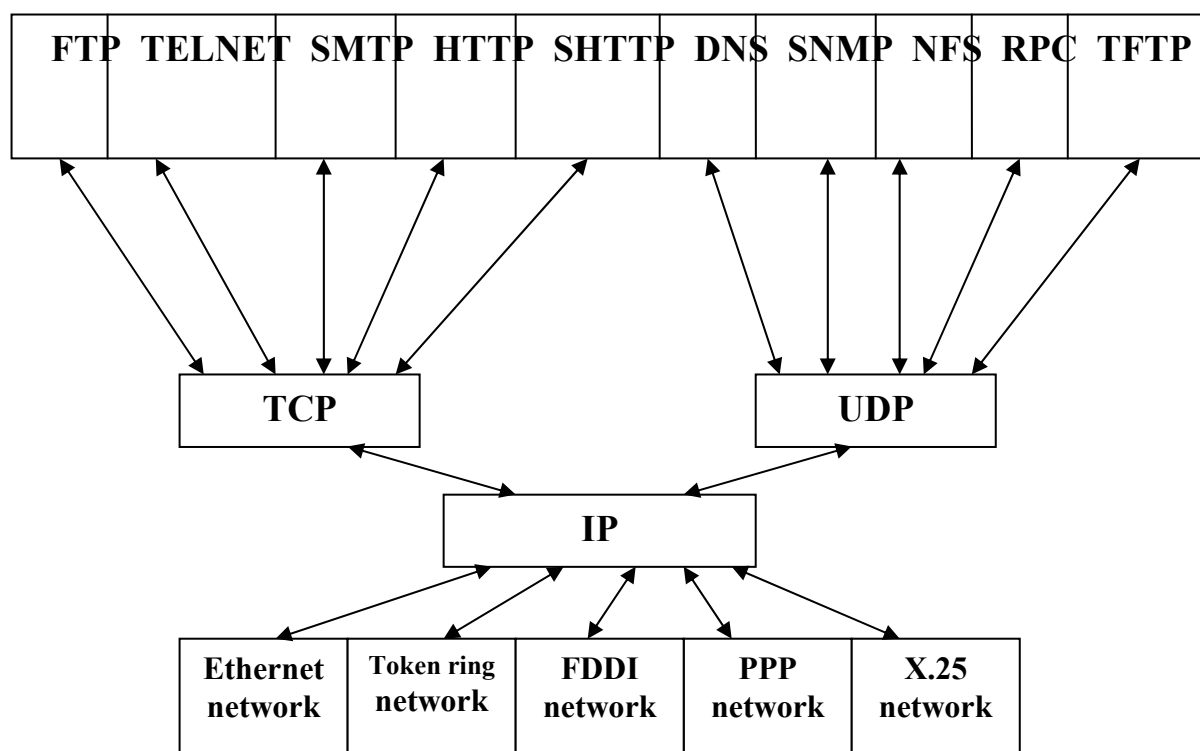 FTP TELNET SMTP HTTP SHTTP DNS SNMP NFS RPC TFTP
TCP
UDP
IP
Ethernet
network
Token ring
network
FDDI
network
PPP
network
X.25
network